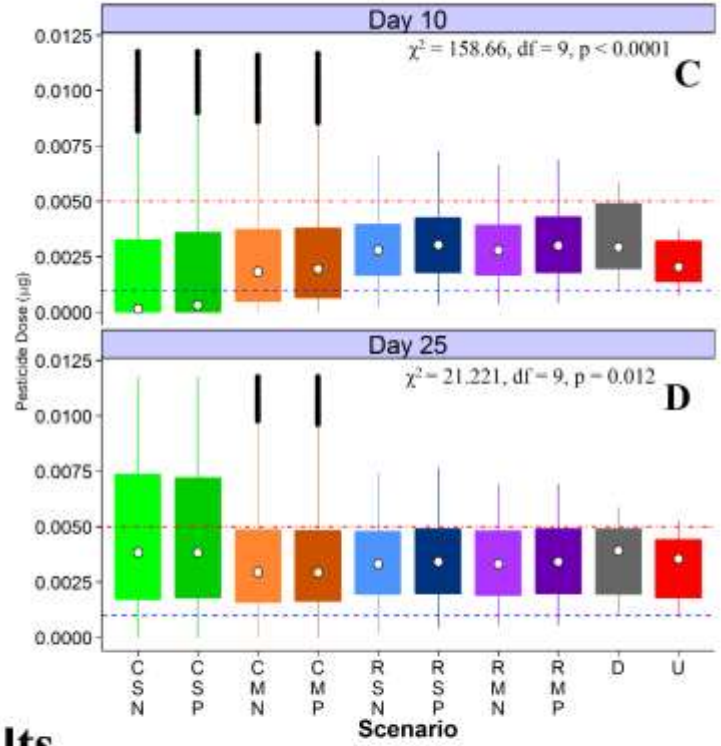 Day 10
0.0125
χ² = 158.66, df = 9, p < 0.0001
C
0.0100
0.0075
0.0050
0.0025
0.0000
Pesticide Dose (µg)
Day 25
0.0125
χ² = 21.221, df = 9, p = 0.012
D
0.0100
0.0075
0.0050
0.0025
0.0000
C C C C R R R R D U
S S M M S S M M
N P N P N P N P
Scenario
lts